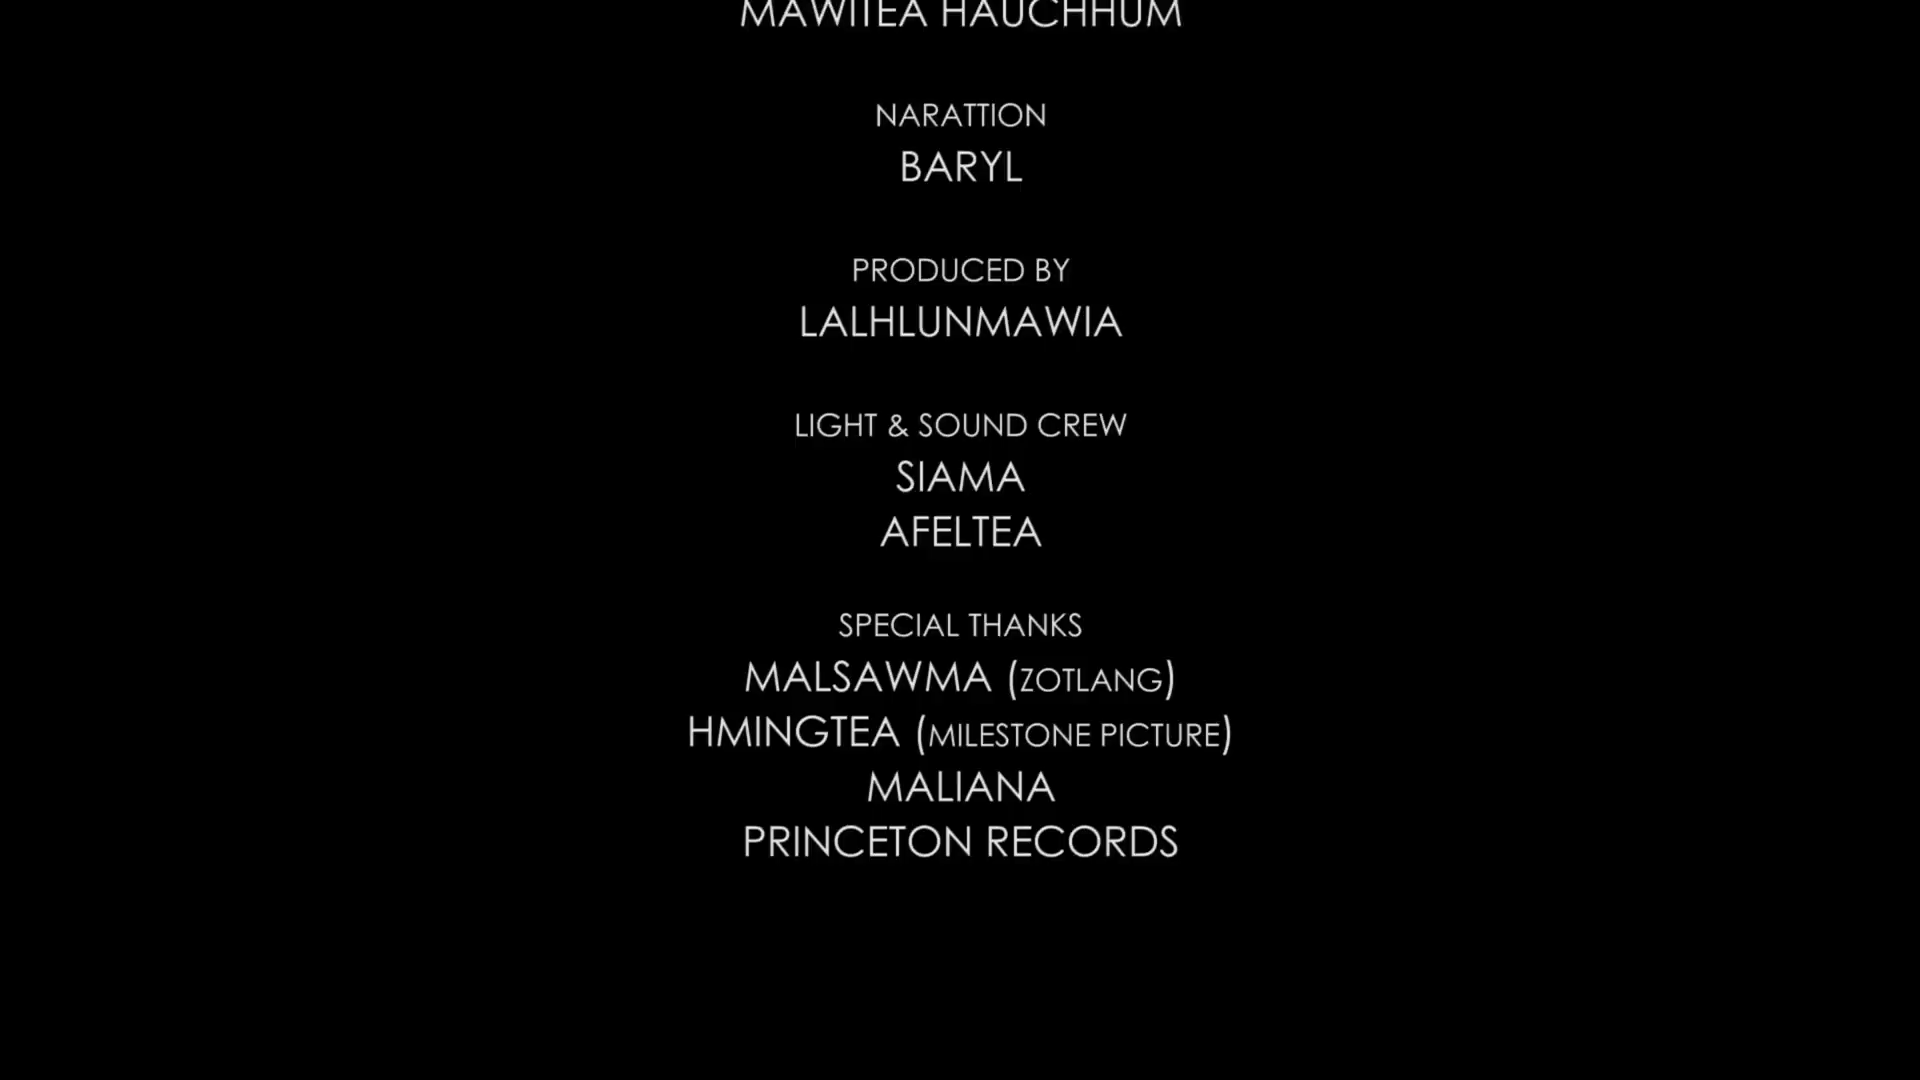 MAWITEA HAUCHHUM
NARATTION
BARYL
PRODUCED BY
LALHLUNMAWIA
LIGHT & SOUND CREW
SIAMA
AFELTEA
SPECIAL THANKS
MALSAWMA (ZOTLANG)
HMINGTEA (MILESTONE PICTURE)
MALIANA
PRINCETON RECORDS